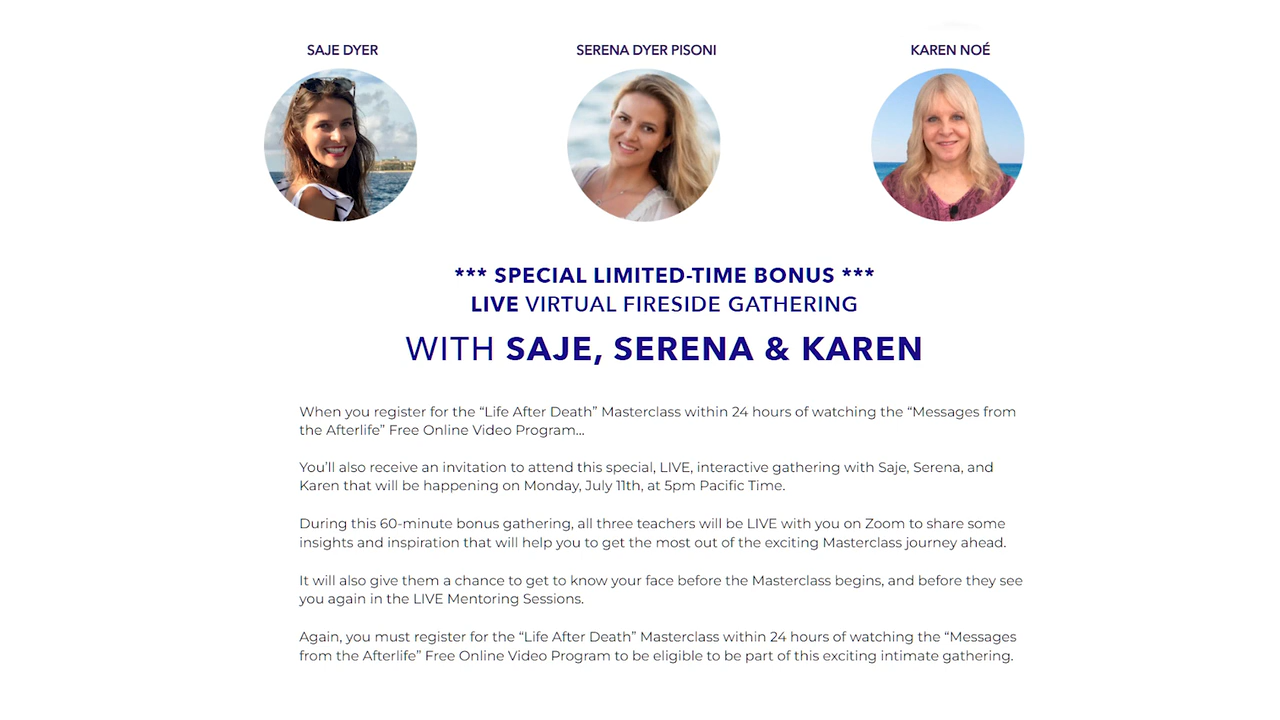 SAJE DYER
SERENA DYER PISONI
KAREN NOÉ
*** SPECIAL LIMITED-TIME BONUS ***
LIVE VIRTUAL FIRESIDE GATHERING
WITH SAJE, SERENA & KAREN
When you register for the “Life After Death” Masterclass within 24 hours of watching the “Messages from
the Afterlife” Free Online Video Program...
You’ll also receive an invitation to attend this special, LIVE, interactive gathering with Saje, Serena, and
Karen that will be happening on Monday, July 11th, at 5pm Pacific Time.
During this 60-minute bonus gathering, all three teachers will be LIVE with you on Zoom to share some
insights and inspiration that will help you to get the most out of the exciting Masterclass journey ahead.
It will also give them a chance to get to know your face before the Masterclass begins, and before they see
you again in the LIVE Mentoring Sessions.
Again, you must register for the “Life After Death” Masterclass within 24 hours of watching the “Messages
from the Afterlife” Free Online Video Program to be eligible to be part of this exciting intimate gathering.